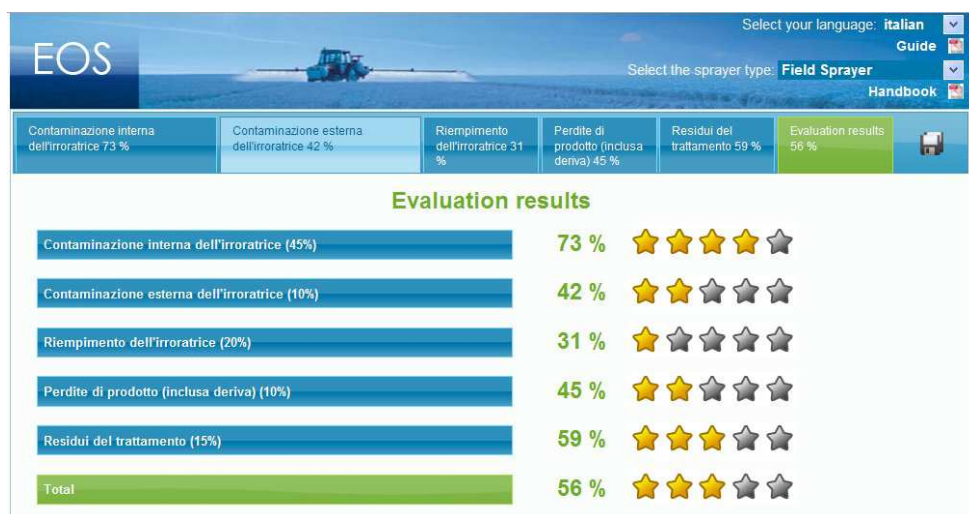 Select your language: italian
EOS
Guide
Select the sprayer type: Field Sprayer
Handbook
Contaminazione interna
dell'irroratrice 73 %
Contaminazione esterna
dell'irroratrice 42 %
Riempimento
dell'irroratrice 31
%
Perdite di
prodotto (inclusa
deriva) 45 %
Residui del
trattamento 59 %
Evaluation results
56 %
Evaluation results
Contaminazione interna dell'irroratrice (45%) 73 %
Contaminazione esterna dell'irroratrice (10%) 42 %
Riempimento dell'irroratrice (20%) 31 %
Perdite di prodotto (inclusa deriva) (10%) 45 %
Residui del trattamento (15%) 59 %
Total 56 %